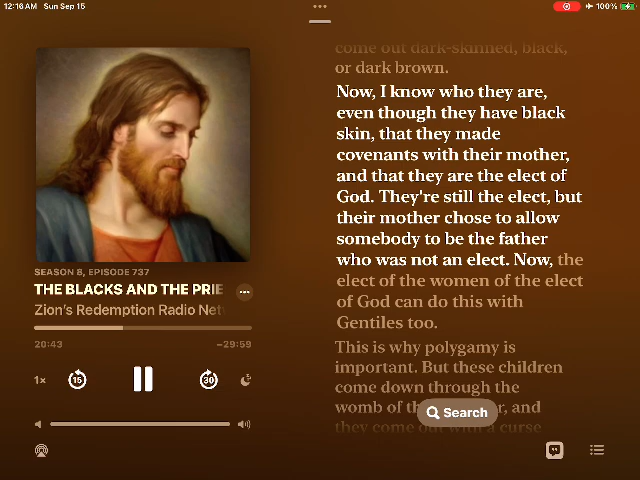 12:16 AM Sun Sep 15
100%
SEASON 8, EPISODE 737
THE BLACKS AND THE PRIE
Zion's Redemption Radio Net
20:43
-29:59
1×
15
30
come out dark-skinned, black,
or dark brown.
Now, I know who they are,
even though they have black
skin, that they made
covenants with their mother,
and that they are the elect of
God. They're still the elect, but
their mother chose to allow
somebody to be the father
who was not an elect. Now, the
elect of the women of the elect
of God can do this with
Gentiles too.
This is why polygamy is
important. But these children
come down through the
womb of r, and
they come out with a curse
Search